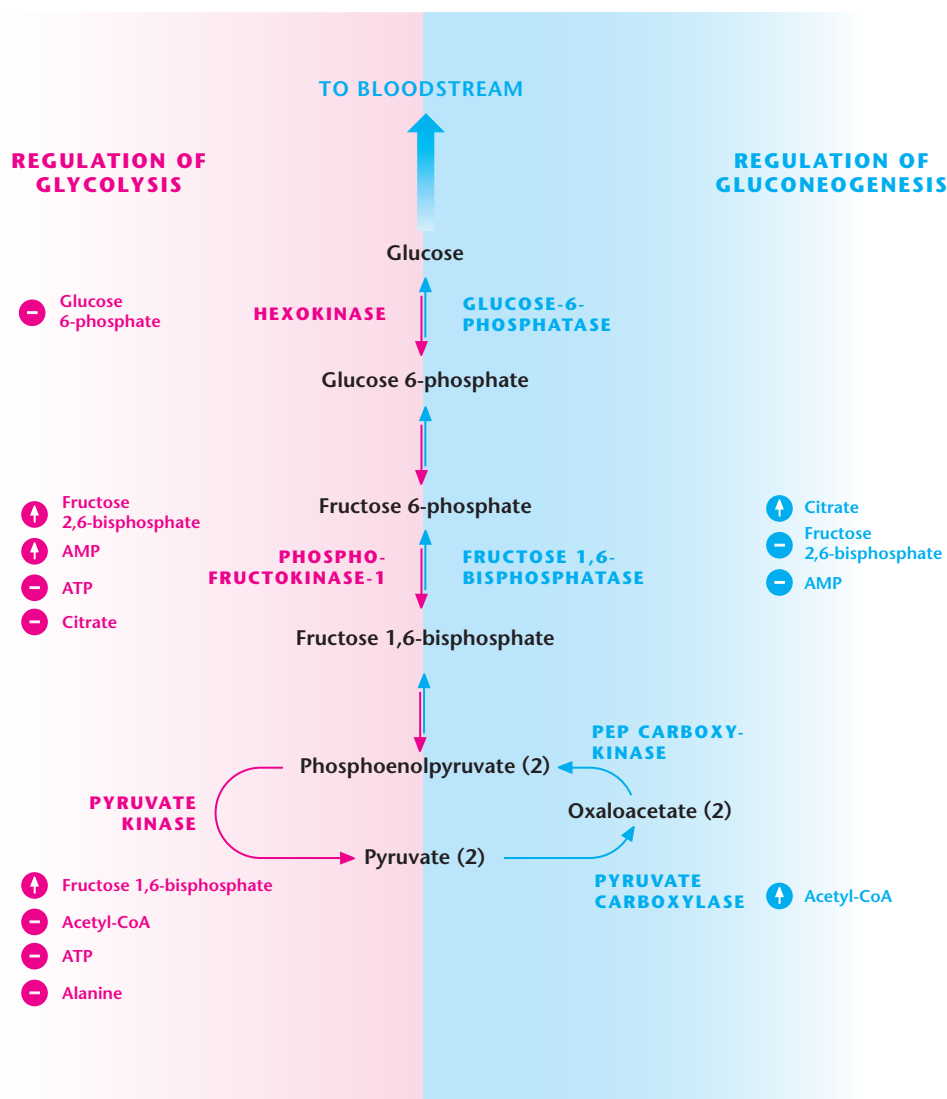 TO BLOODSTREAM
REGULATION OF
GLYCOLYSIS
REGULATION OF
GLUCONEOGENESIS
Glucose
Glucose
6-phosphate
HEXOKINASE
GLUCOSE-6-
PHOSPHATASE
Glucose 6-phosphate
Fructose 6-phosphate
Fructose
2,6-bisphosphate
AMP
ATP
Citrate
PHOSPHO-
FRUCTOKINASE-1
FRUCTOSE 1,6-
BISPHOSPHATASE
Citrate
Fructose
2,6-bisphosphate
AMP
Fructose 1,6-bisphosphate
PEP CARBOXY-
KINASE
Phosphoenolpyruvate (2)
Oxaloacetate (2)
PYRUVATE
KINASE
Pyruvate (2)
Fructose 1,6-bisphosphate
Acetyl-CoA
ATP
Alanine
PYRUVATE
CARBOXYLASE
Acetyl-CoA